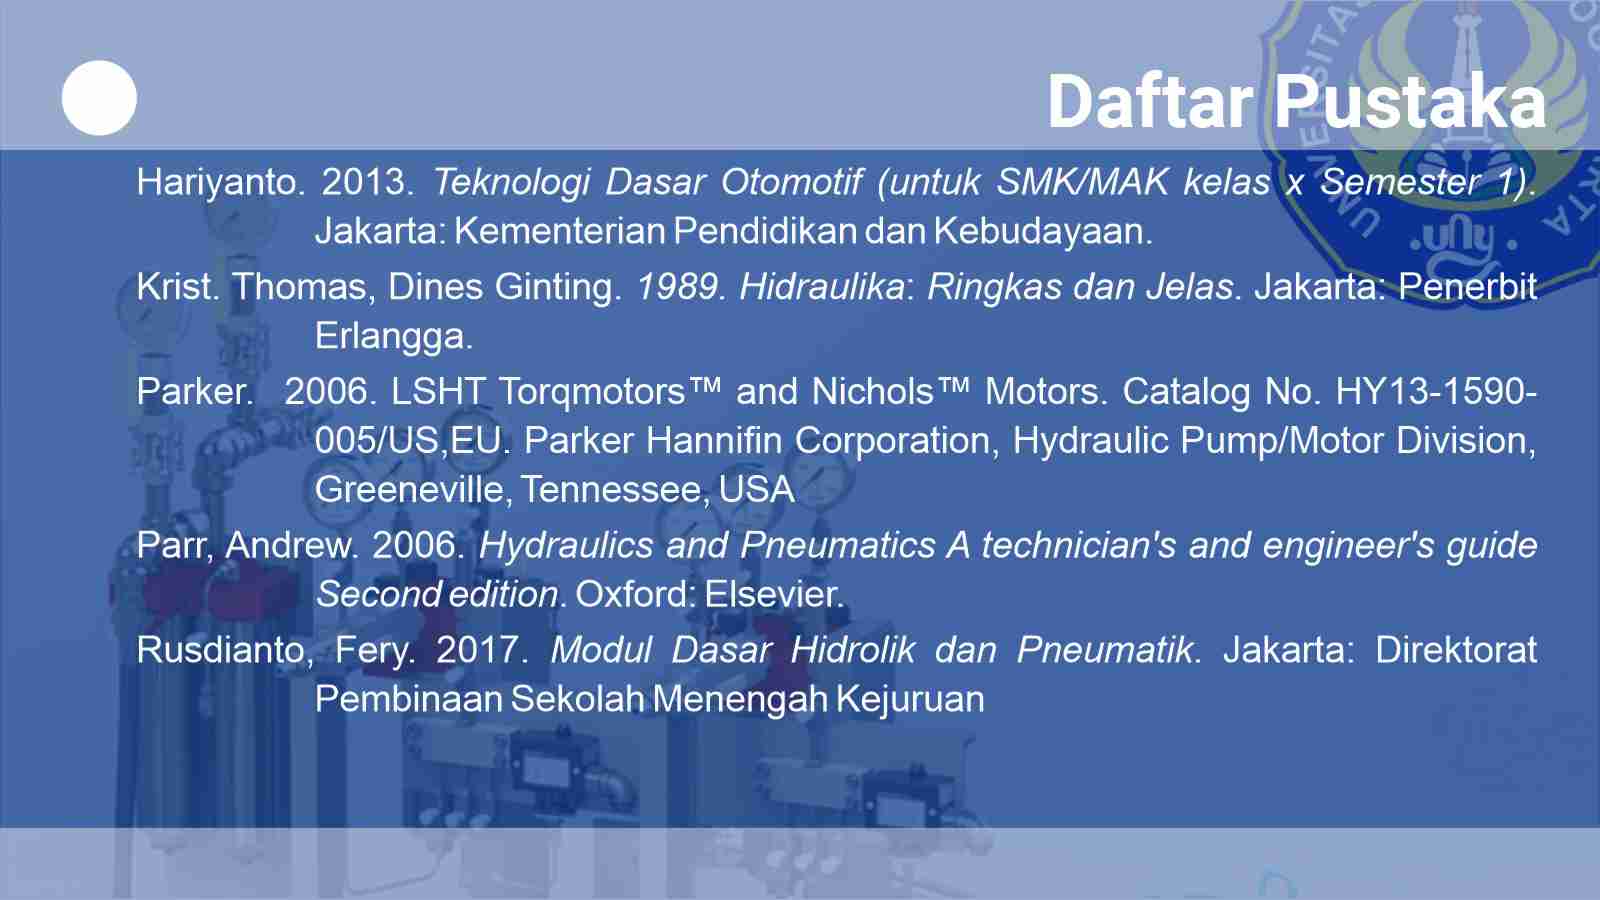 Daftar Pustaka
Hariyanto. 2013. Teknologi Dasar Otomotif (untuk SMK/MAK kelas x Semester 1).
Jakarta: Kementerian Pendidikan dan Kebudayaan.
Krist. Thomas, Dines Ginting. 1989. Hidraulika: Ringkas dan Jelas. Jakarta: Penerbit
Erlangga.
Parker. 2006. LSHT Torqmotors™ and Nichols™ Motors. Catalog No. HY13-1590-
005/US,EU. Parker Hannifin Corporation, Hydraulic Pump/Motor Division,
Greeneville, Tennessee, USA
Parr, Andrew. 2006. Hydraulics and Pneumatics A technician's and engineer's guide
Second edition. Oxford: Elsevier.
Rusdianto, Fery. 2017. Modul Dasar Hidrolik dan Pneumatik. Jakarta: Direktorat
Pembinaan Sekolah Menengah Kejuruan
UNIVERSITAS
uny